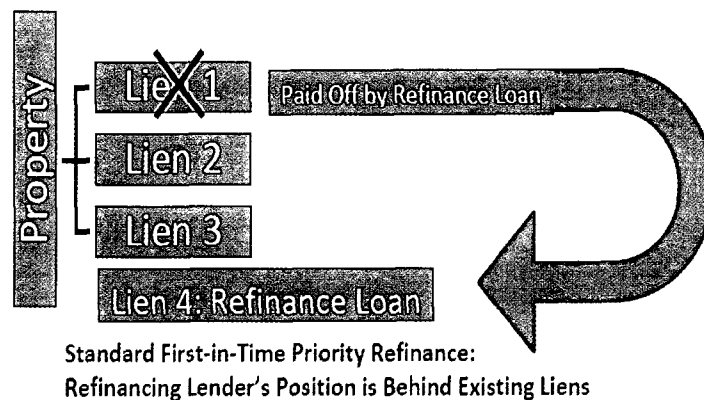 Property
Lien 1
Paid Off by Refinance Loan
Lien 2
Lien 3
Lien 4: Refinance Loan
Standard First-in-Time Priority Refinance:
Refinancing Lender's Position is Behind Existing Liens